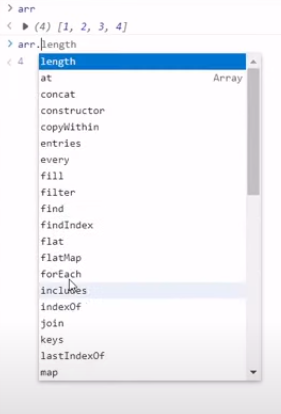 > arr
< ▶ (4) [1, 2, 3, 4]
> arr.length
< 4
length
at Array
concat
constructor
copyWithin
entries
every
fill
filter
find
findIndex
flat
flatMap
forEach
includes
indexOf
join
keys
lastIndexOf
map